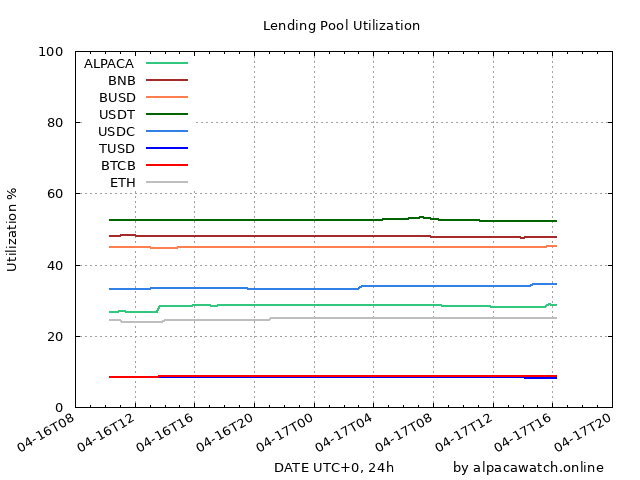 Lending Pool Utilization
100
80
60
40
20
0
Utilization %
ALPACA
BNB
BUSD
USDT
USDC
TUSD
BTCB
ETH
04-16T08
04-16T12
04-16T16
04-16T20
04-17T00
04-17T04
04-17T08
04-17T12
04-17T16
04-17T20
DATE UTC+0, 24h
by alpacawatch.online